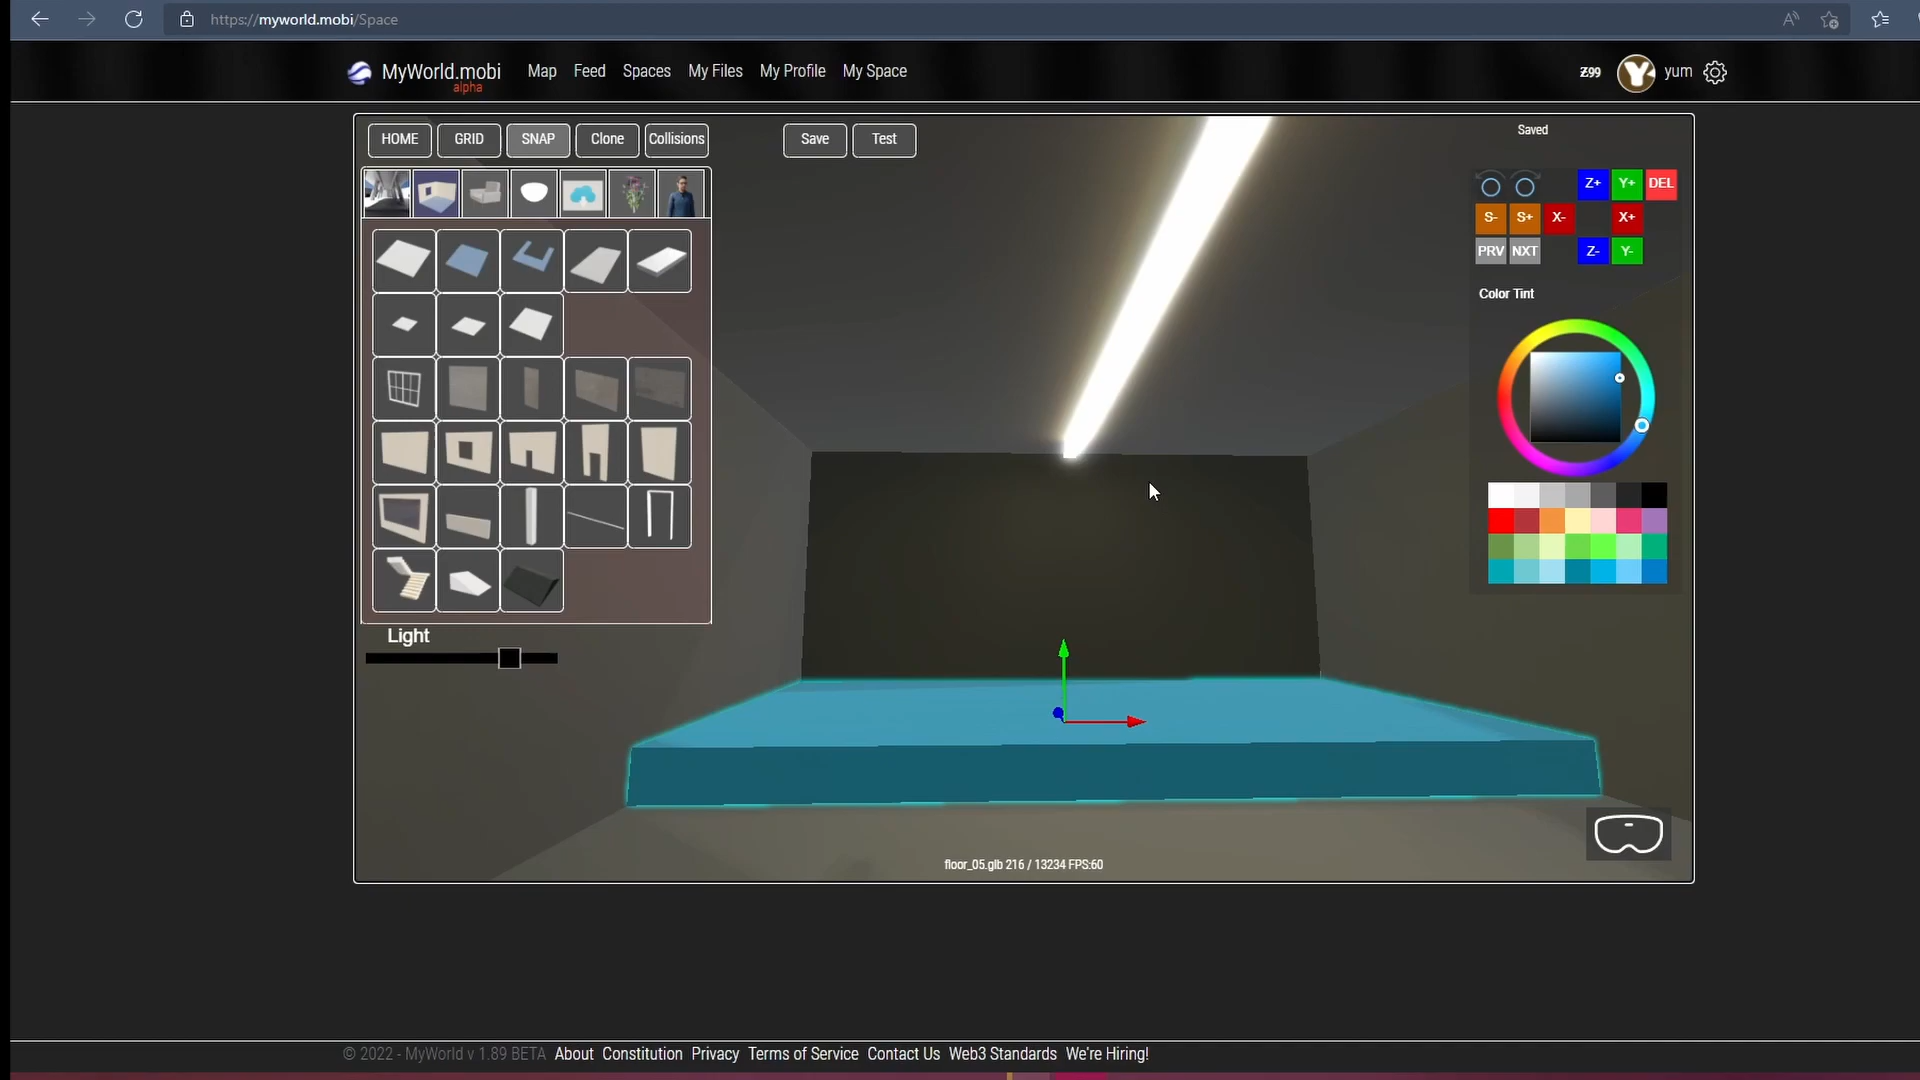 https://myworld.mobi/Space
MyWorld.mobi Map Feed Spaces My Files My Profile My Space
alpha
Ƶ99 yum
HOME GRID SNAP Clone Collisions Save Test
Saved
Z+ Y+ DEL
S- S+ X- X+
PRV NXT Z- Y-
Color Tint
Light
floor_05.glb 216 / 13234 FPS:60
© 2022 - MyWorld v 1.89 BETA About Constitution Privacy Terms of Service Contact Us Web3 Standards We're Hiring!